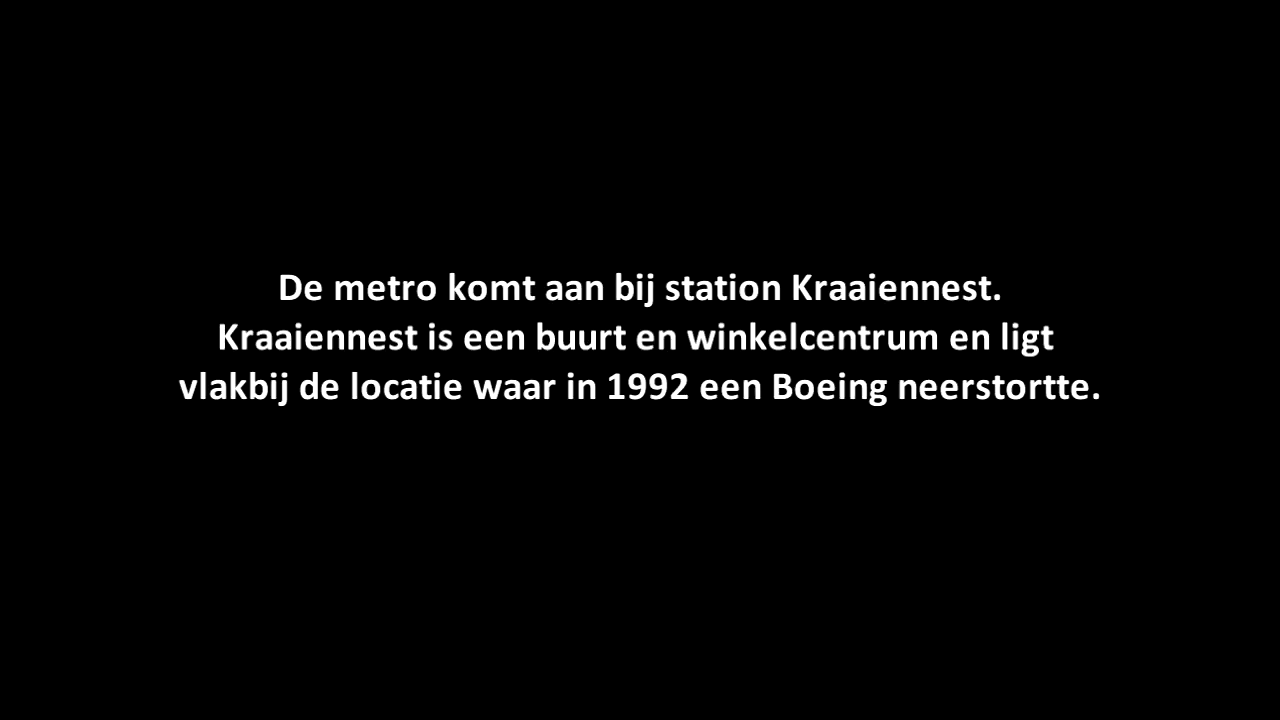 De metro komt aan bij station Kraaiennest.
Kraaiennest is een buurt en winkelcentrum en ligt
vlakbij de locatie waar in 1992 een Boeing neerstortte.